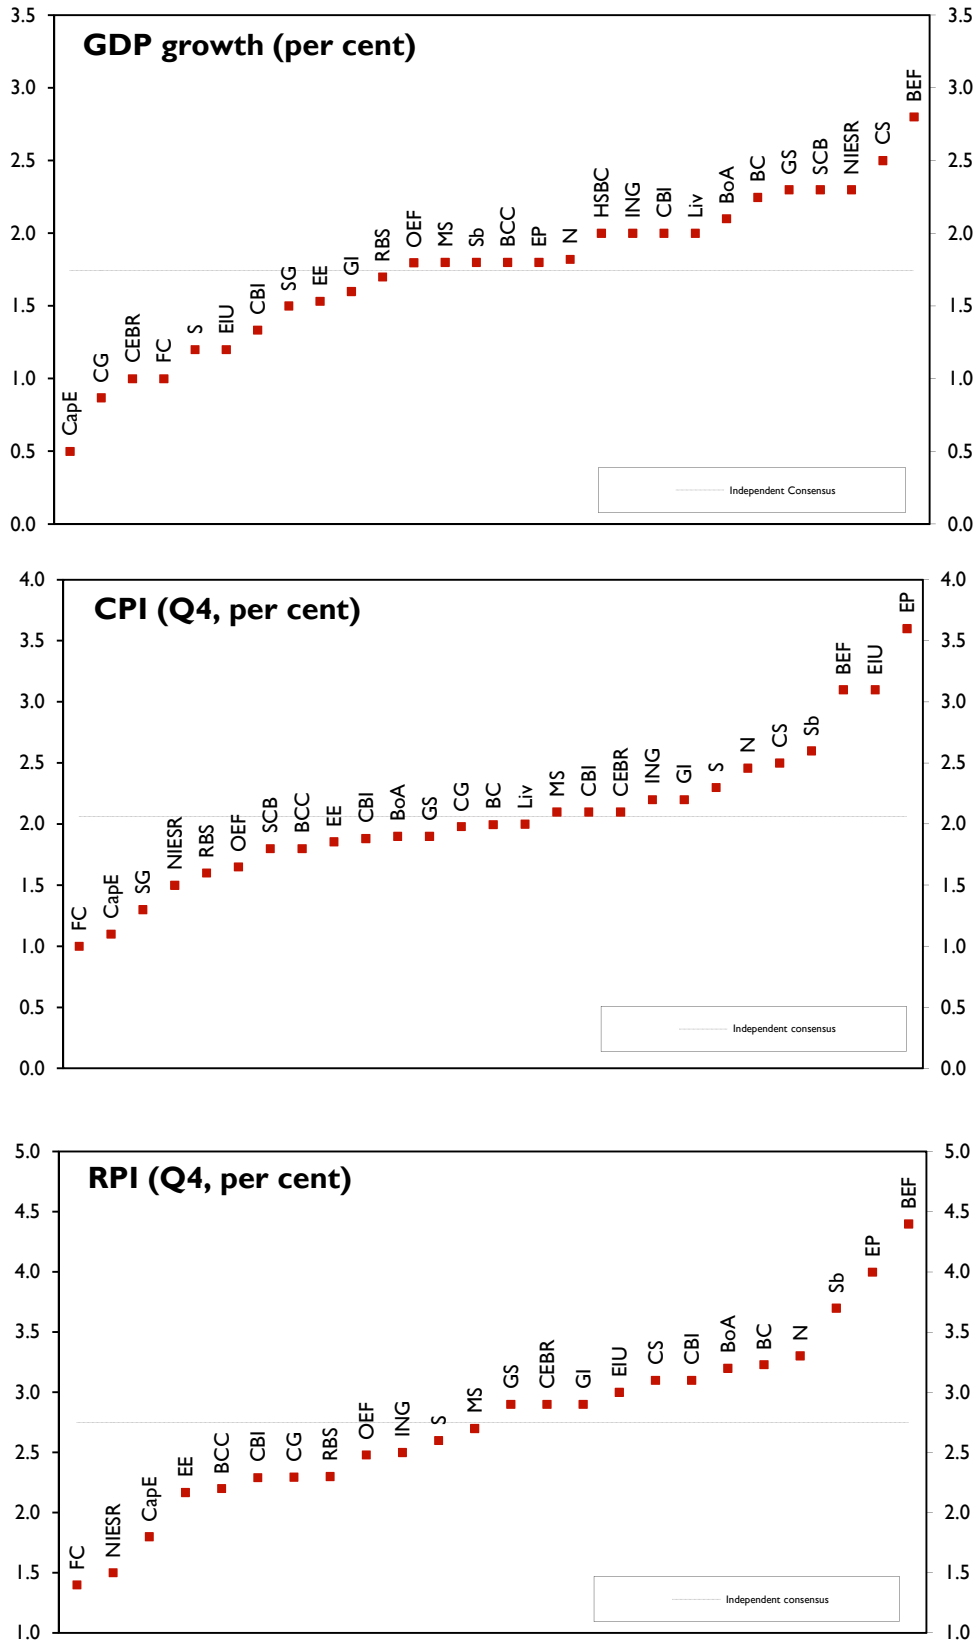 GDP growth (per cent)
3.5 3.5
3.0 3.0
2.5 2.5
2.0 2.0
1.5 1.5
1.0 1.0
0.5 0.5
0.0 0.0
CapE CG CEBR FC S EIU CBI SG EE GI RBS OEF MS Sb BCC EP N HSBC ING CBI Liv BoA BC GS SCB NIESR CS BEF
Independent Consensus
CPI (Q4, per cent)
4.0 4.0
3.5 3.5
3.0 3.0
2.5 2.5
2.0 2.0
1.5 1.5
1.0 1.0
0.5 0.5
0.0 0.0
FC CapE SG NIESR RBS OEF SCB BCC EE CBI BoA GS CG BC Liv MS CBI CEBR ING GI S N CS Sb BEF EIU EP
Independent consensus
RPI (Q4, per cent)
5.0 5.0
4.5 4.5
4.0 4.0
3.5 3.5
3.0 3.0
2.5 2.5
2.0 2.0
1.5 1.5
1.0 1.0
FC NIESR CapE EE BCC CBI CG RBS OEF ING S MS GS CEBR GI EIU CS CBI BoA BC N Sb EP BEF
Independent consensus